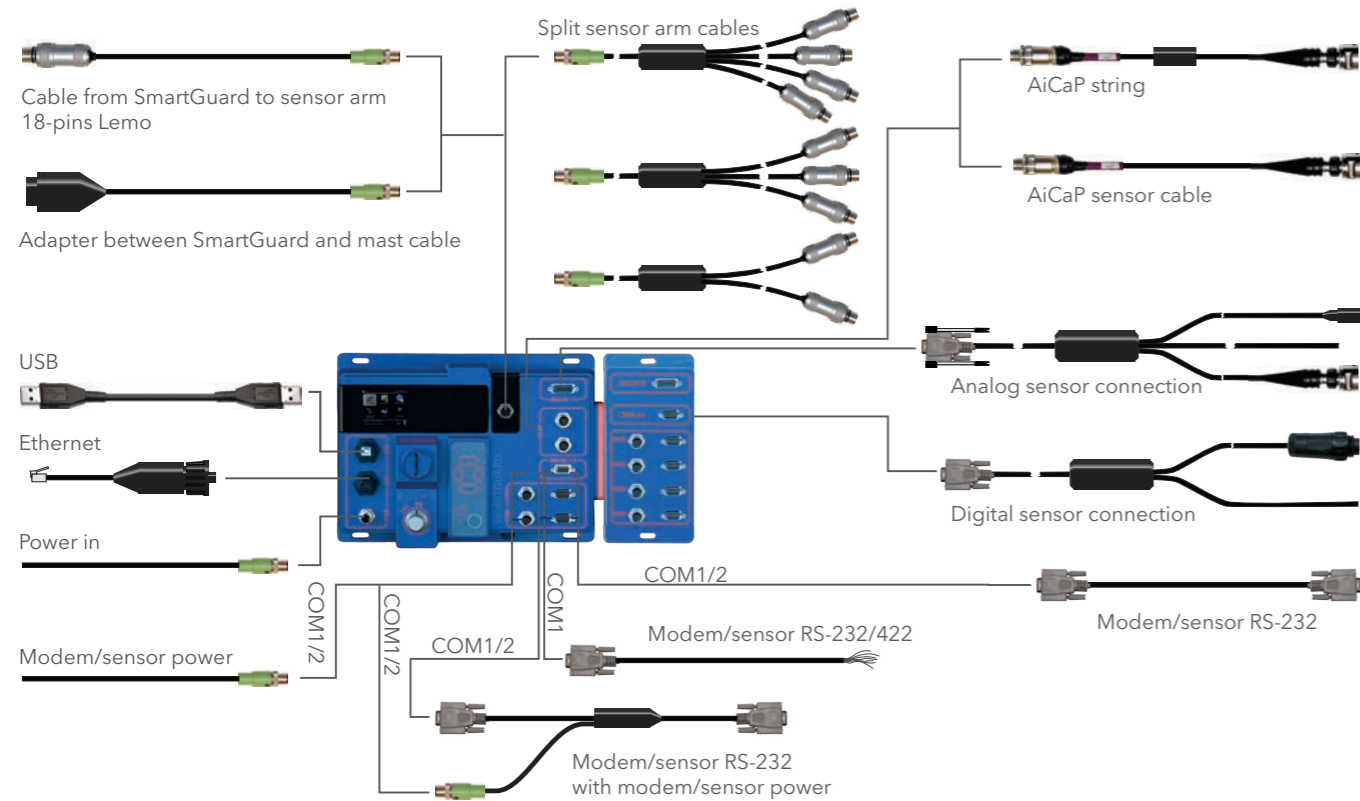 Split sensor arm cables
Cable from SmartGuard to sensor arm
18-pins Lemo
AiCaP string
AiCaP sensor cable
Adapter between SmartGuard and mast cable
USB
Analog sensor connection
Ethernet
Digital sensor connection
Power in
COM1/2
COM1/2
COM1/2
COM1
COM1/2
Modem/sensor RS-232
Modem/sensor RS-232/422
Modem/sensor power
Modem/sensor RS-232
with modem/sensor power
SMARTGUARD